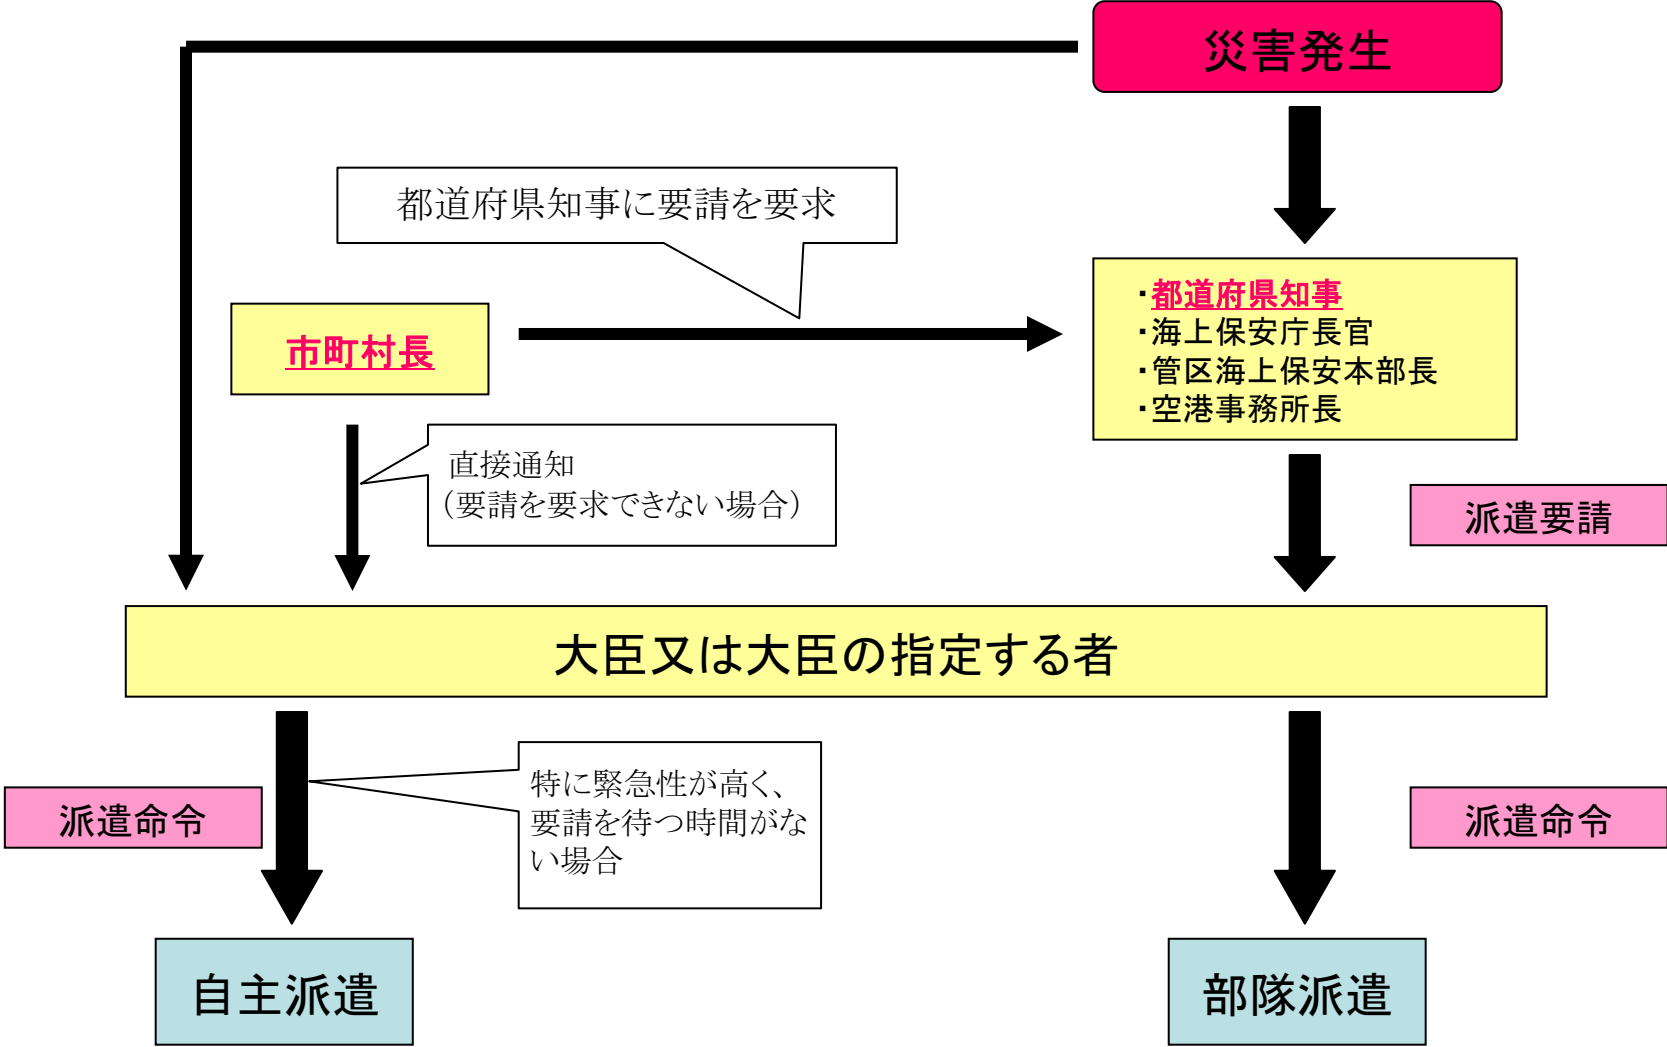 災害発生
都道府県知事に要請を要求
・都道府県知事
・海上保安庁長官
・管区海上保安本部長
・空港事務所長
市町村長
直接通知
（要請を要求できない場合）
派遣要請
大臣又は大臣の指定する者
特に緊急性が高く、
要請を待つ時間がな
い場合
派遣命令
派遣命令
自主派遣
部隊派遣